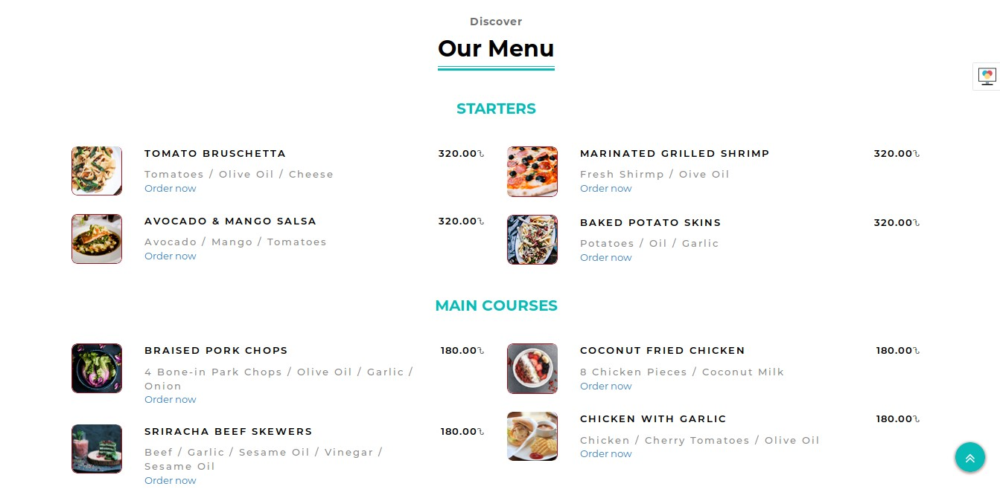 Discover
Our Menu
STARTERS
TOMATO BRUSCHETTA 320.00৳
Tomatoes / Olive Oil / Cheese
Order now
MARINATED GRILLED SHRIMP 320.00৳
Fresh Shirmp / Oive Oil
Order now
AVOCADO & MANGO SALSA 320.00৳
Avocado / Mango / Tomatoes
Order now
BAKED POTATO SKINS 320.00৳
Potatoes / Oil / Garlic
Order now
MAIN COURSES
BRAISED PORK CHOPS 180.00৳
4 Bone-in Park Chops / Olive Oil / Garlic /
Onion
Order now
COCONUT FRIED CHICKEN 180.00৳
8 Chicken Pieces / Coconut Milk
Order now
SRIRACHA BEEF SKEWERS 180.00৳
Beef / Garlic / Sesame Oil / Vinegar /
Sesame Oil
Order now
CHICKEN WITH GARLIC 180.00৳
Chicken / Cherry Tomatoes / Olive Oil
Order now